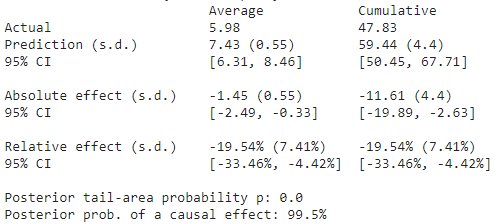 Average Cumulative
Actual 5.98 47.83
Prediction (s.d.) 7.43 (0.55) 59.44 (4.4)
95% CI [6.31, 8.46] [50.45, 67.71]
Absolute effect (s.d.) -1.45 (0.55) -11.61 (4.4)
95% CI [-2.49, -0.33] [-19.89, -2.63]
Relative effect (s.d.) -19.54% (7.41%) -19.54% (7.41%)
95% CI [-33.46%, -4.42%] [-33.46%, -4.42%]
Posterior tail-area probability p: 0.0
Posterior prob. of a causal effect: 99.5%